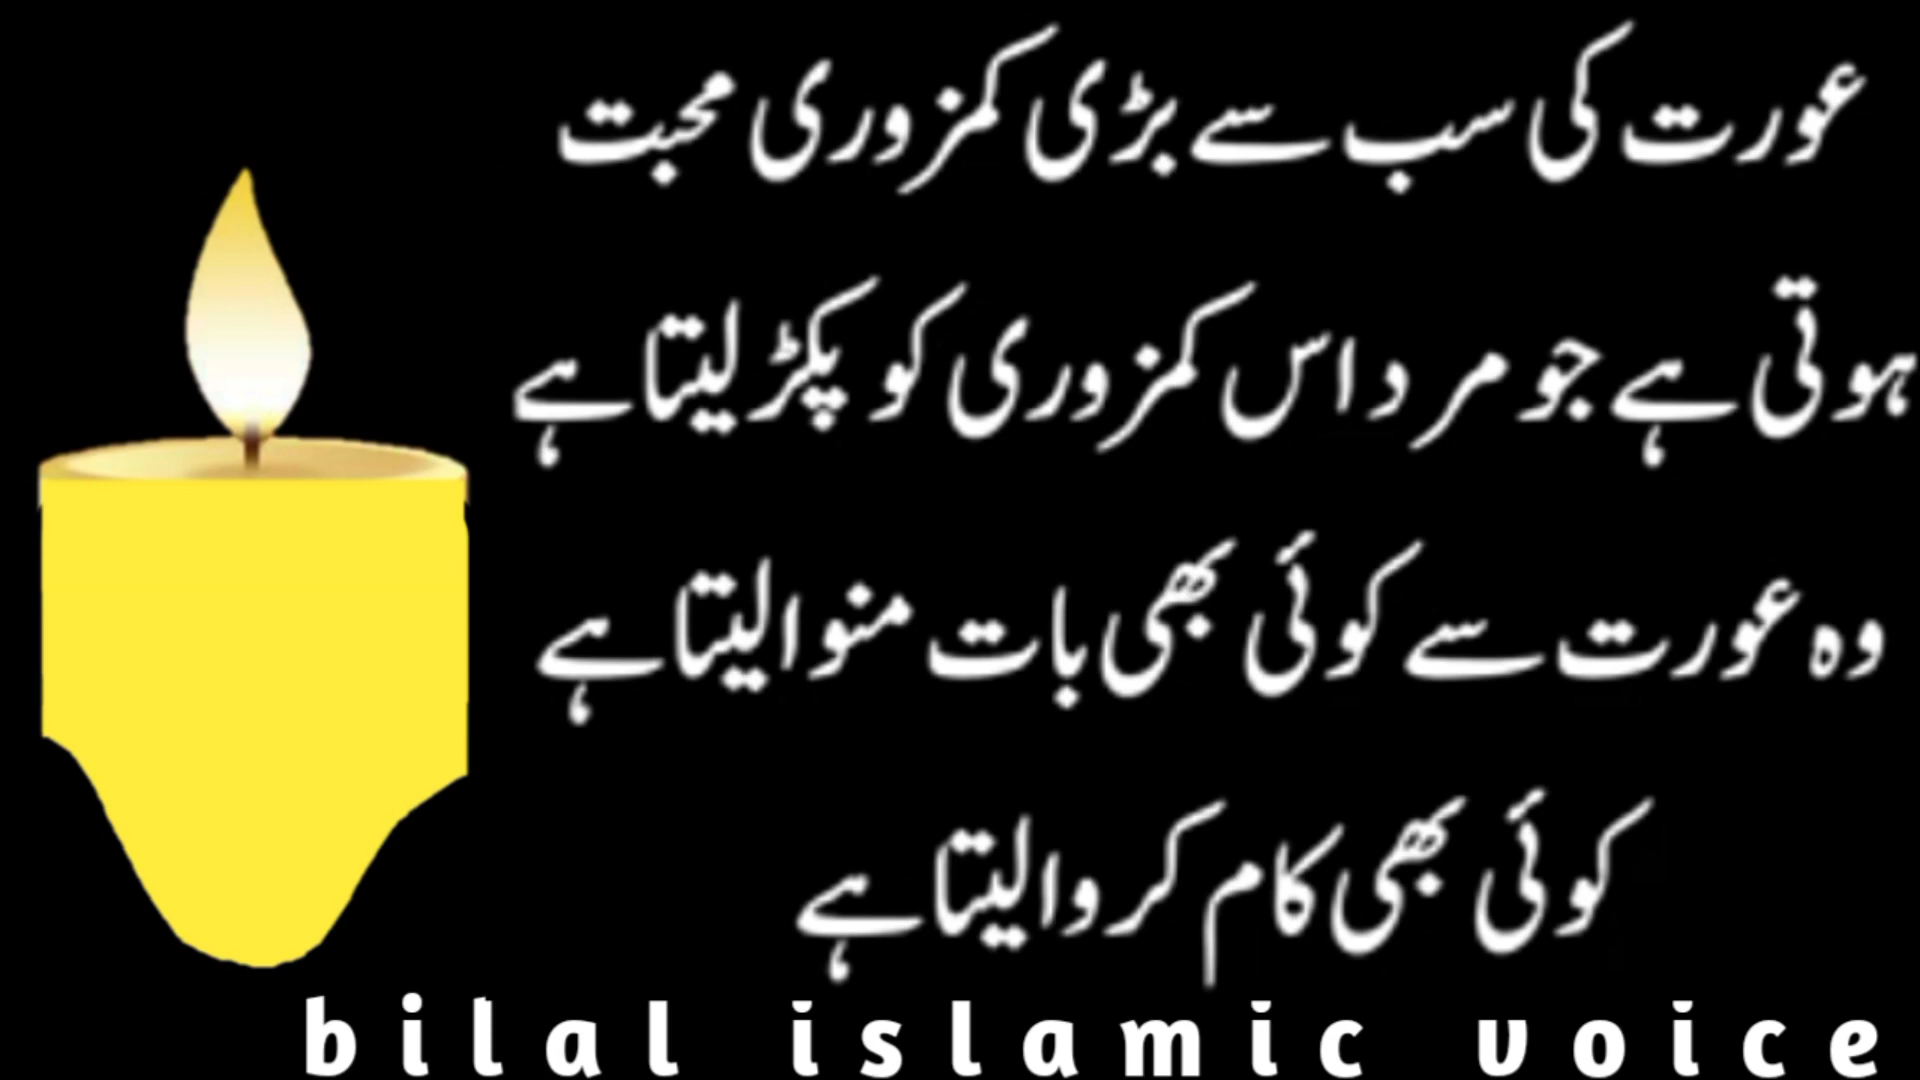 عورت کی سب سے بڑی کمزوری محبت
ہوتی ہے جو مرد اس کمزوری کو پکڑ لیتا ہے
وہ عورت سے کوئی بھی بات منوا لیتا ہے
کوئی بھی کام کروا لیتا ہے
bilal islamic voice